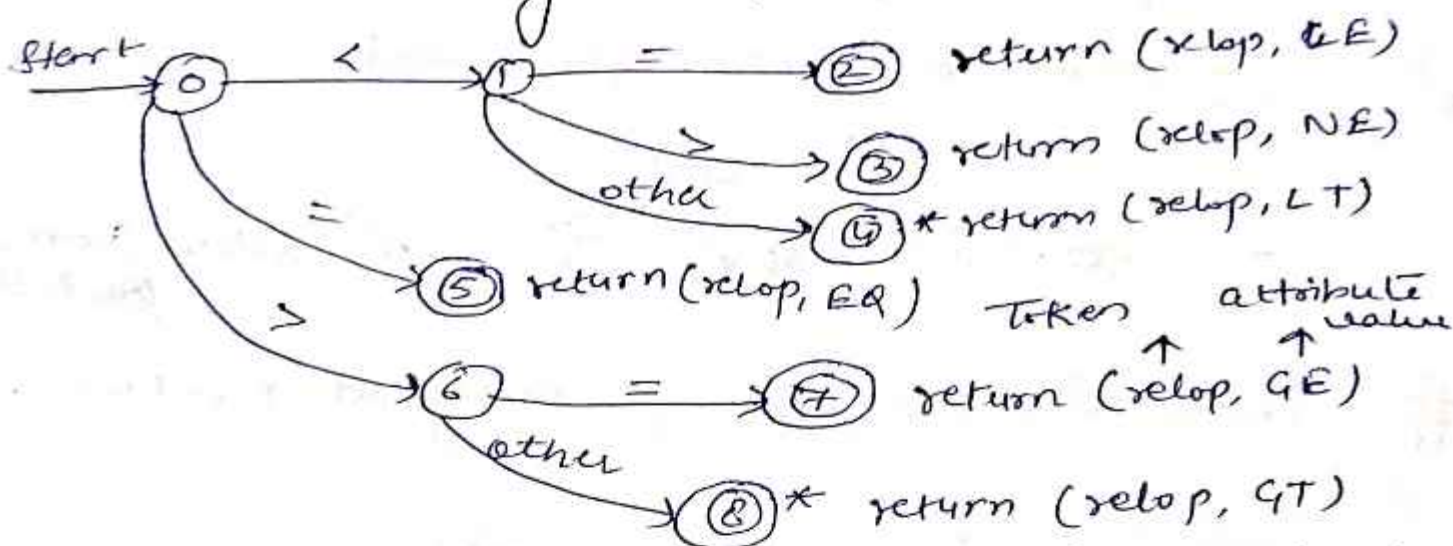 Start < = return (relop, LE)
0 1 2
> return (relop, NE)
3
other * return (relop, LT)
4
= return (relop, EQ)
5
Token attribute
value
> = return (relop, GE)
6 7
other * return (relop, GT)
8